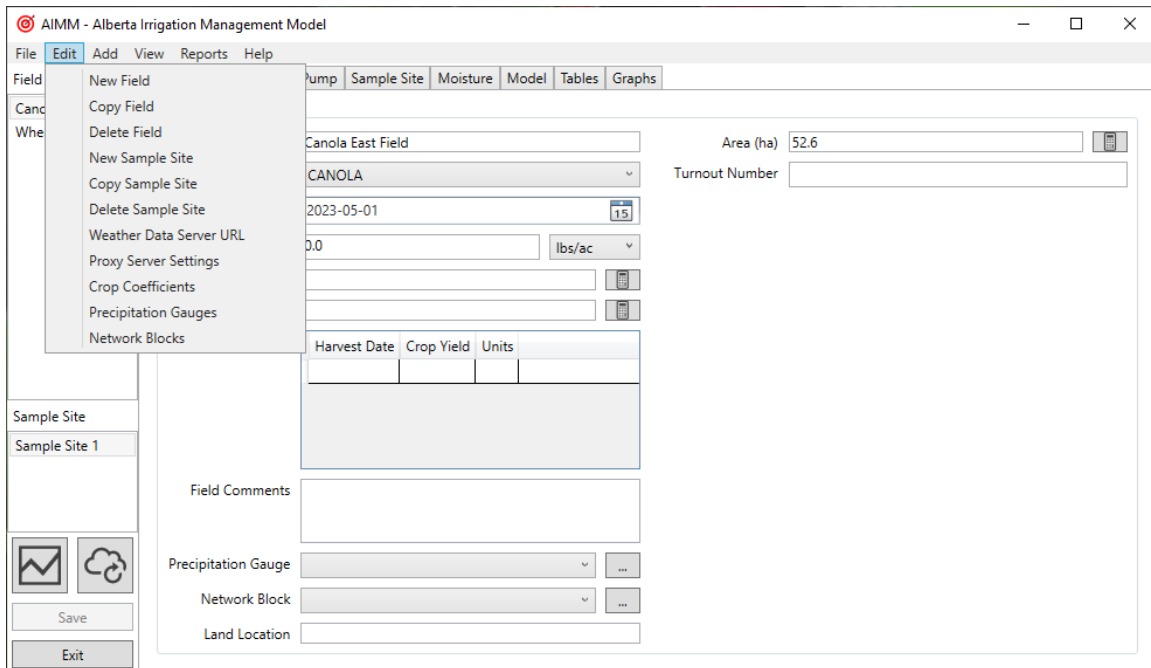 AIMM - Alberta Irrigation Management Model
File Edit Add View Reports Help
Field
Pump Sample Site Moisture Model Tables Graphs
New Field
Copy Field
Delete Field
New Sample Site
Copy Sample Site
Delete Sample Site
Weather Data Server URL
Proxy Server Settings
Crop Coefficients
Precipitation Gauges
Network Blocks
Canola East Field
CANOLA
2023-05-01
15
0.0 lbs/ac
Area (ha) 52.6
Turnout Number
Harvest Date Crop Yield Units
Sample Site
Sample Site 1
Field Comments
Precipitation Gauge ...
Network Block ...
Land Location
Save
Exit